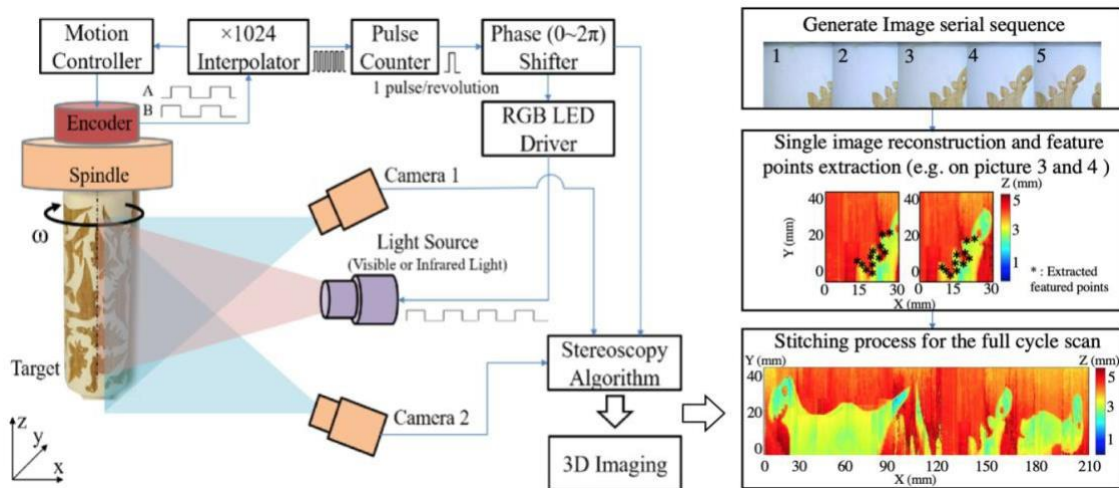 Motion
Controller
×1024
Interpolator
Pulse
Counter
Phase (0~2π)
Shifter
1 pulse/revolution
A
B
Encoder
RGB LED
Driver
Spindle
ω
Camera 1
Light Source
(Visible or Infrared Light)
Target
Stereoscopy
Algorithm
Camera 2
3D Imaging
z
y
x
Generate Image serial sequence
1 2 3 4 5
Single image reconstruction and feature
points extraction (e.g. on picture 3 and 4 )
Z (mm)
40
20
0
Y (mm)
5
3
1
0 15 30 0 15 30
X (mm)
* : Extracted
featured points
Stitching process for the full cycle scan
Y (mm)
Z (mm)
40
20
0
5
3
1
0 30 60 90 120 150 180 210
X (mm)